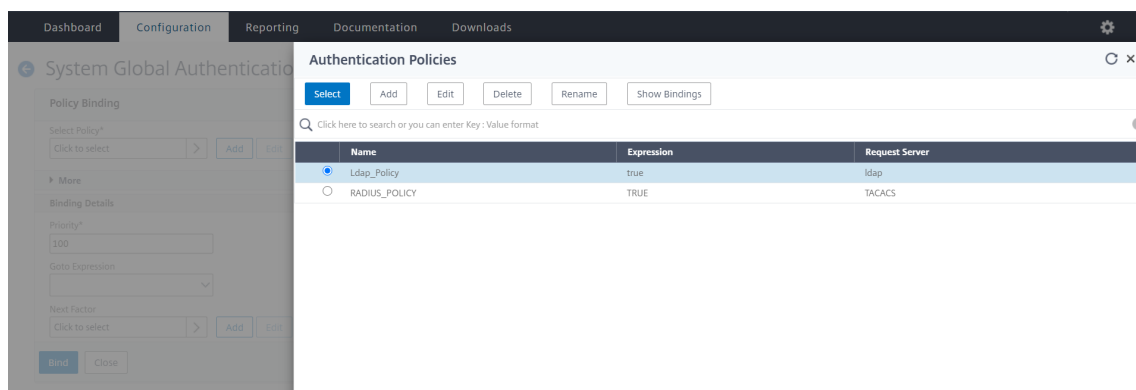 Dashboard Configuration Reporting Documentation Downloads
System Global Authenticatio
Policy Binding
Select Policy*
Click to select Add Edit
More
Binding Details
Priority*
100
Goto Expression
Next Factor
Click to select Add Edit
Bind Close
Authentication Policies
Select Add Edit Delete Rename Show Bindings
Click here to search or you can enter Key : Value format
Name Expression Request Server
Ldap_Policy true ldap
RADIUS_POLICY TRUE TACACS